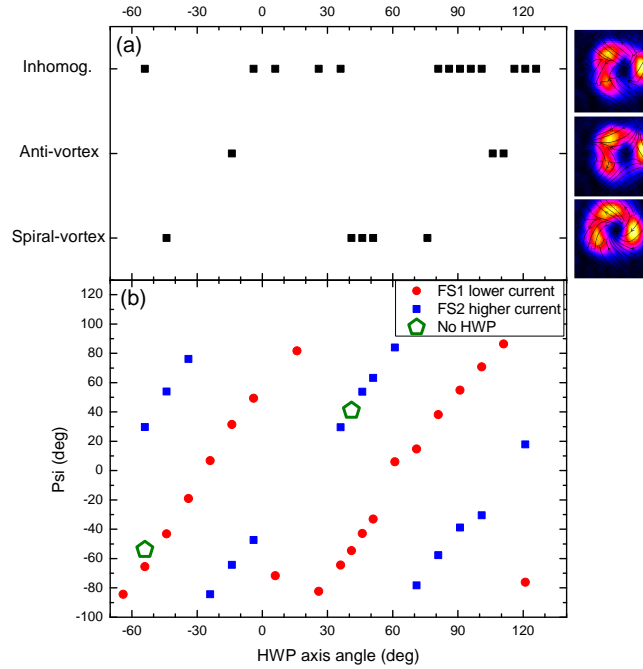 -60 -30 0 30 60 90 120
(a)
Inhomog.
Anti-vortex
Spiral-vortex
(b)
FS1 lower current
FS2 higher current
No HWP
120
100
80
60
40
20
0
-20
-40
-60
-80
-100
Psi (deg)
-60 -30 0 30 60 90 120
HWP axis angle (deg)